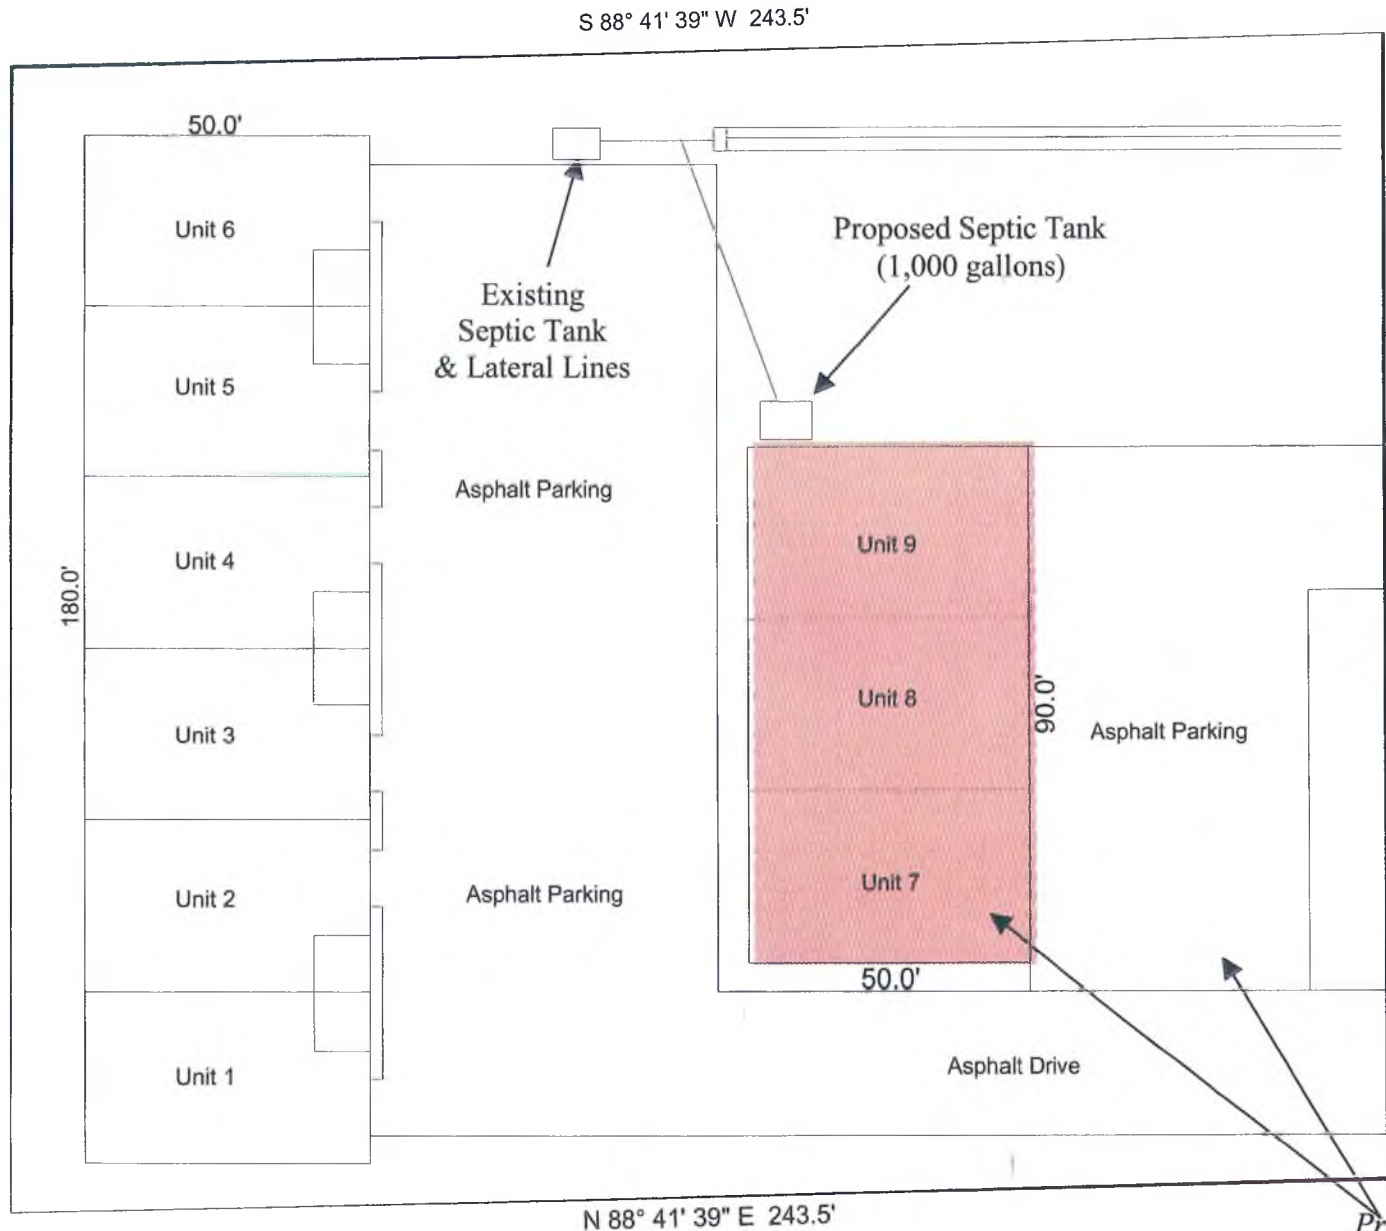 S 88° 41' 39" W  243.5'
50.0'
Unit 6
Proposed Septic Tank
(1,000 gallons)
Existing
Septic Tank
& Lateral Lines
Unit 5
Asphalt Parking
Unit 9
Unit 4
180.0'
Unit 8
90.0'
Asphalt Parking
Unit 3
Unit 7
Unit 2
Asphalt Parking
50.0'
Asphalt Drive
Unit 1
N 88° 41' 39" E  243.5'